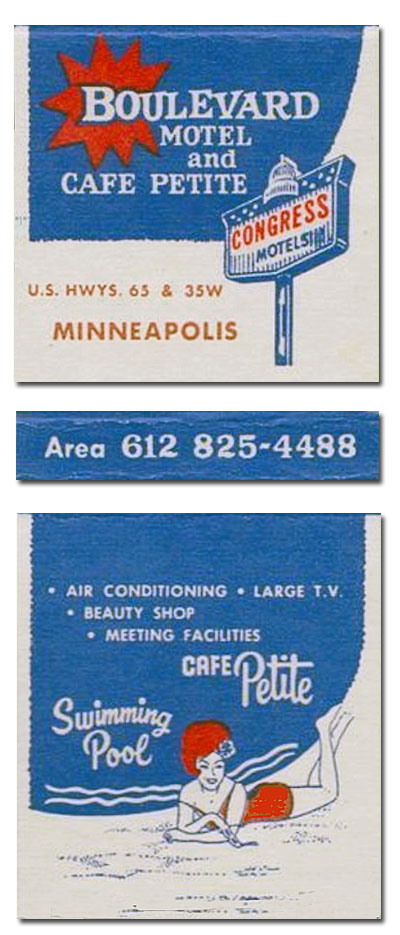 BOULEVARD
MOTEL
and
CAFE PETITE
CONGRESS
MOTELS
U.S. HWYS. 65 & 35W
MINNEAPOLIS
Area 612 825-4488
• AIR CONDITIONING • LARGE T.V.
• BEAUTY SHOP
• MEETING FACILITIES
CAFE Petite
Swimming
Pool